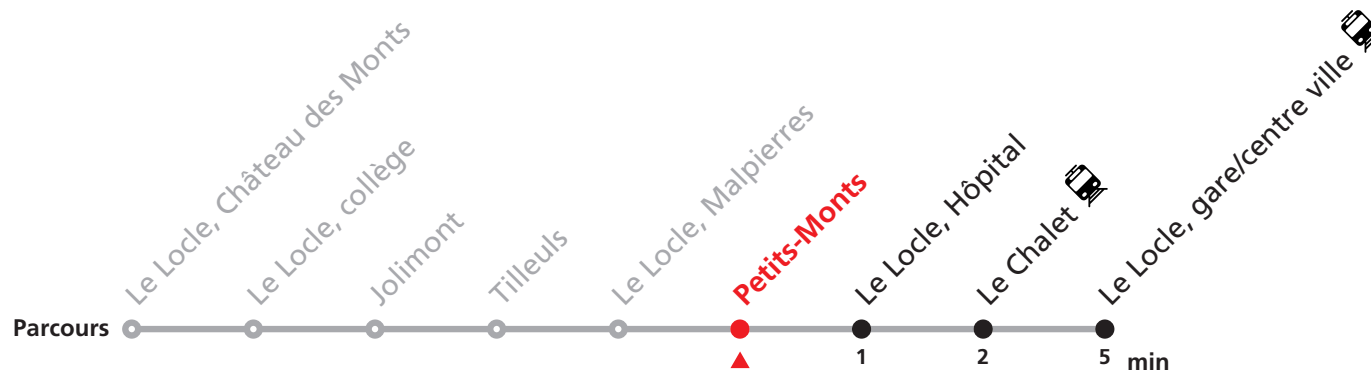 Le Locle, Château des Monts
Le Locle, collège
Jolimont
Tilleuls
Le Locle, Malpierres
Petits-Monts
Le Locle, Hôpital
Le Chalet
Le Locle, gare/centre ville
Parcours
1 2 5 min